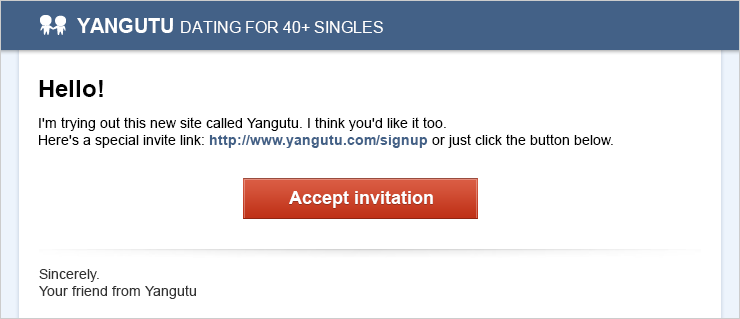 YANGUTU DATING FOR 40+ SINGLES
Hello!
I'm trying out this new site called Yangutu. I think you'd like it too.
Here's a special invite link: http://www.yangutu.com/signup or just click the button below.
Accept invitation
Sincerely.
Your friend from Yangutu